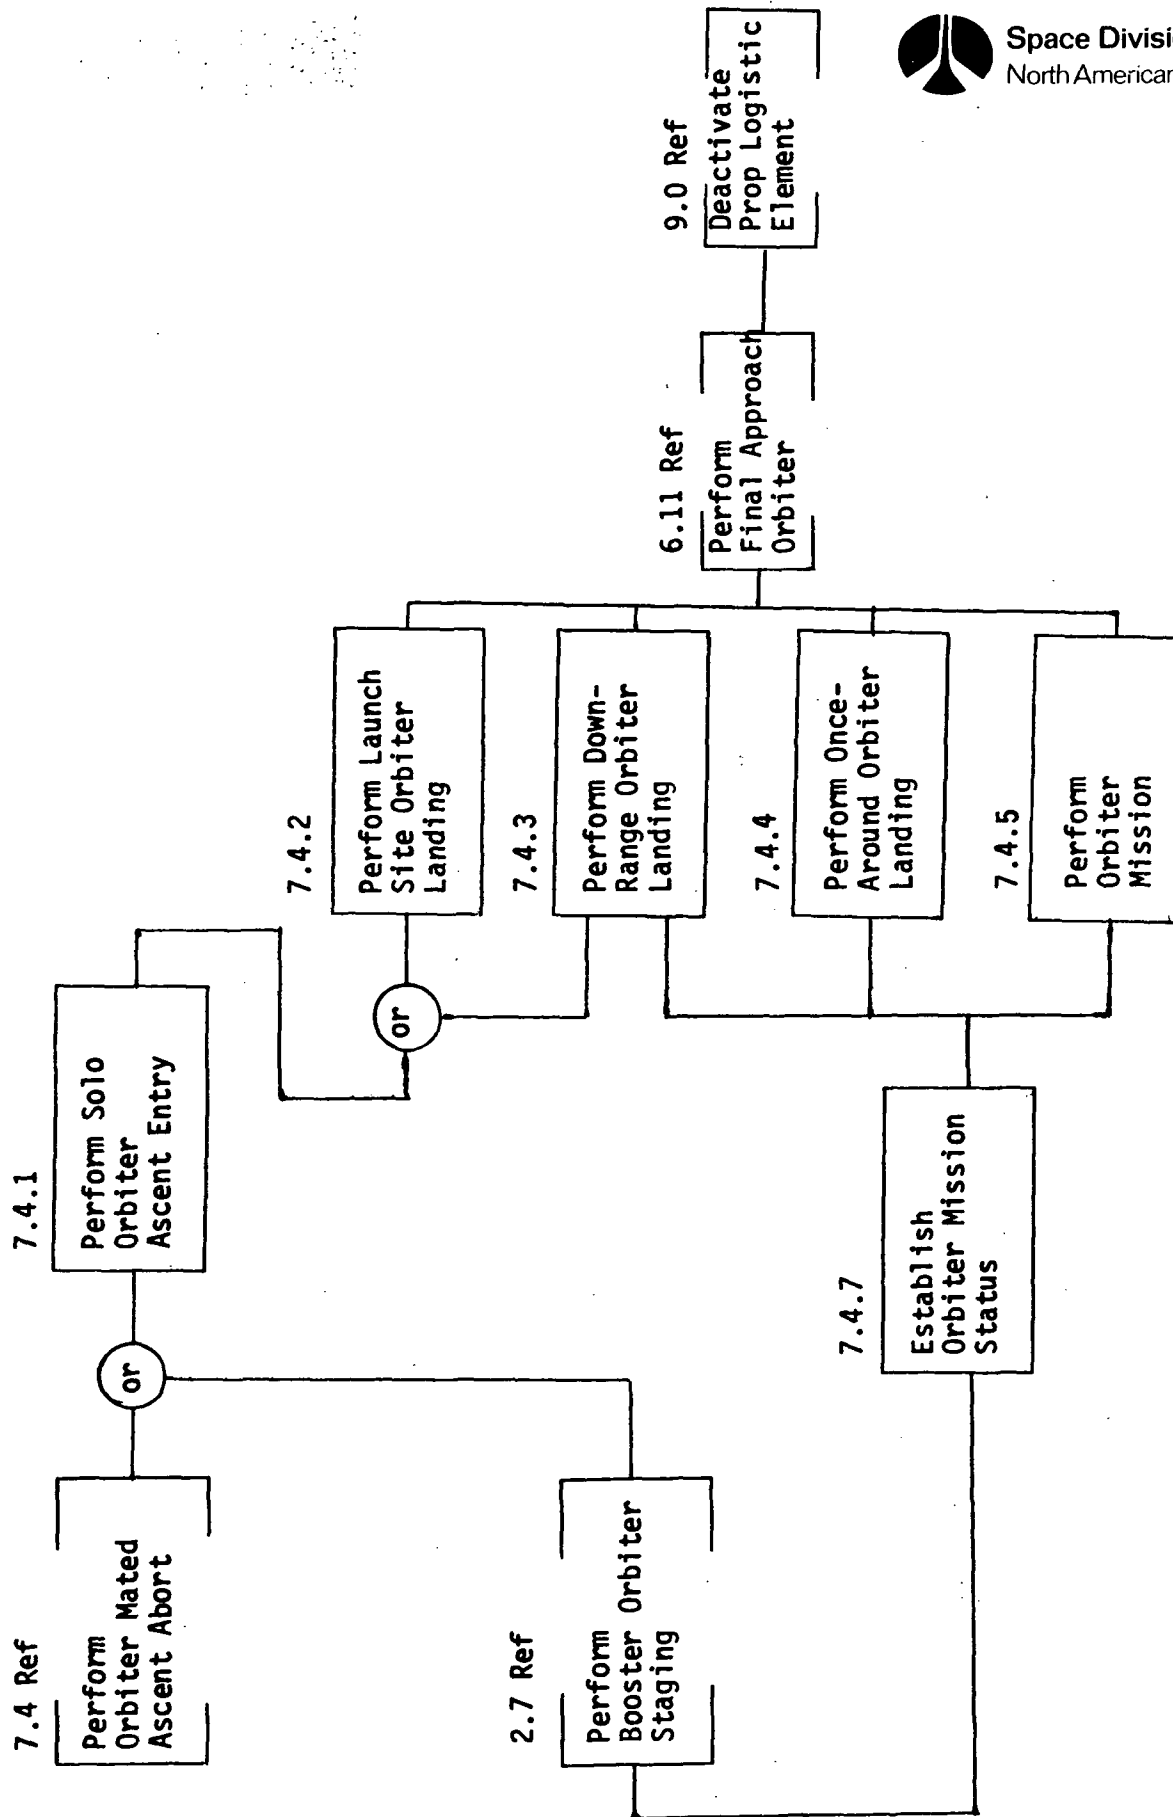 Space Divisi
North American
7.4 Ref
Perform
Orbiter Mated
Ascent Abort
or
7.4.1
Perform Solo
Orbiter
Ascent Entry
2.7 Ref
Perform
Booster Orbiter
Staging
or
7.4.2
Perform Launch
Site Orbiter
Landing
7.4.3
Perform Down-
Range Orbiter
Landing
7.4.4
Perform Once-
Around Orbiter
Landing
7.4.5
Perform
Orbiter
Mission
7.4.7
Establish
Orbiter Mission
Status
6.11 Ref
Perform
Final Approach
Orbiter
9.0 Ref
Deactivate
Prop Logistic
Element